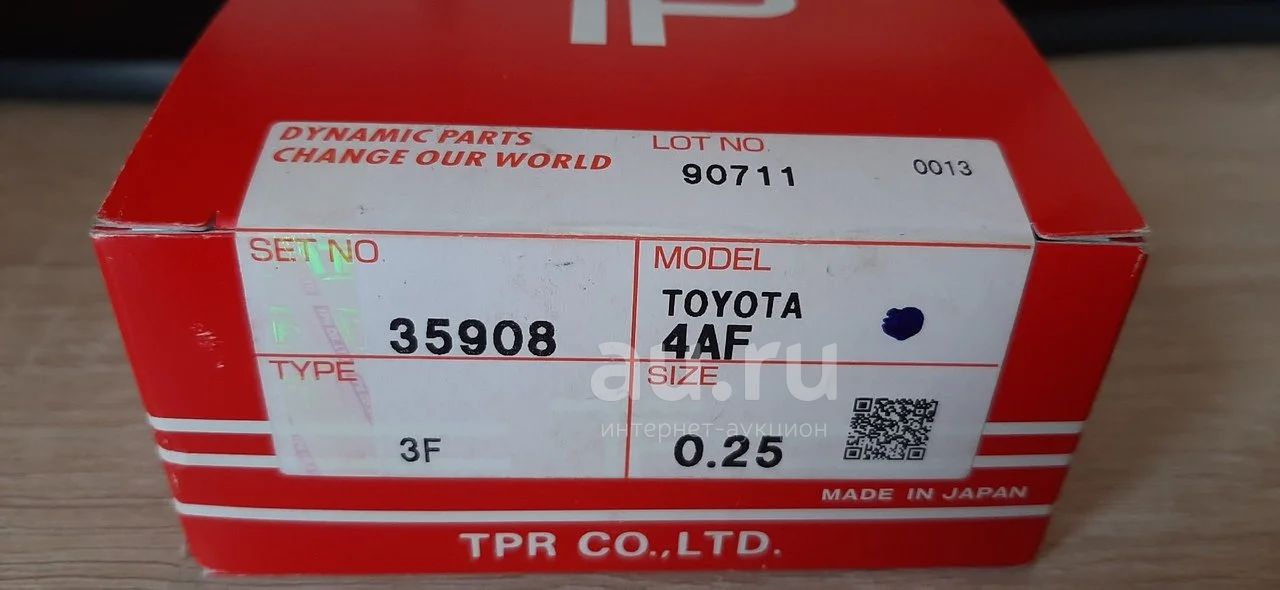 TP
DYNAMIC PARTS
CHANGE OUR WORLD
LOT NO.
90711
0013
SET NO.
35908
MODEL
TOYOTA
4AF
TYPE
3F
SIZE
0.25
au.ru
интернет-аукцион
MADE IN JAPAN
TPR CO.,LTD.